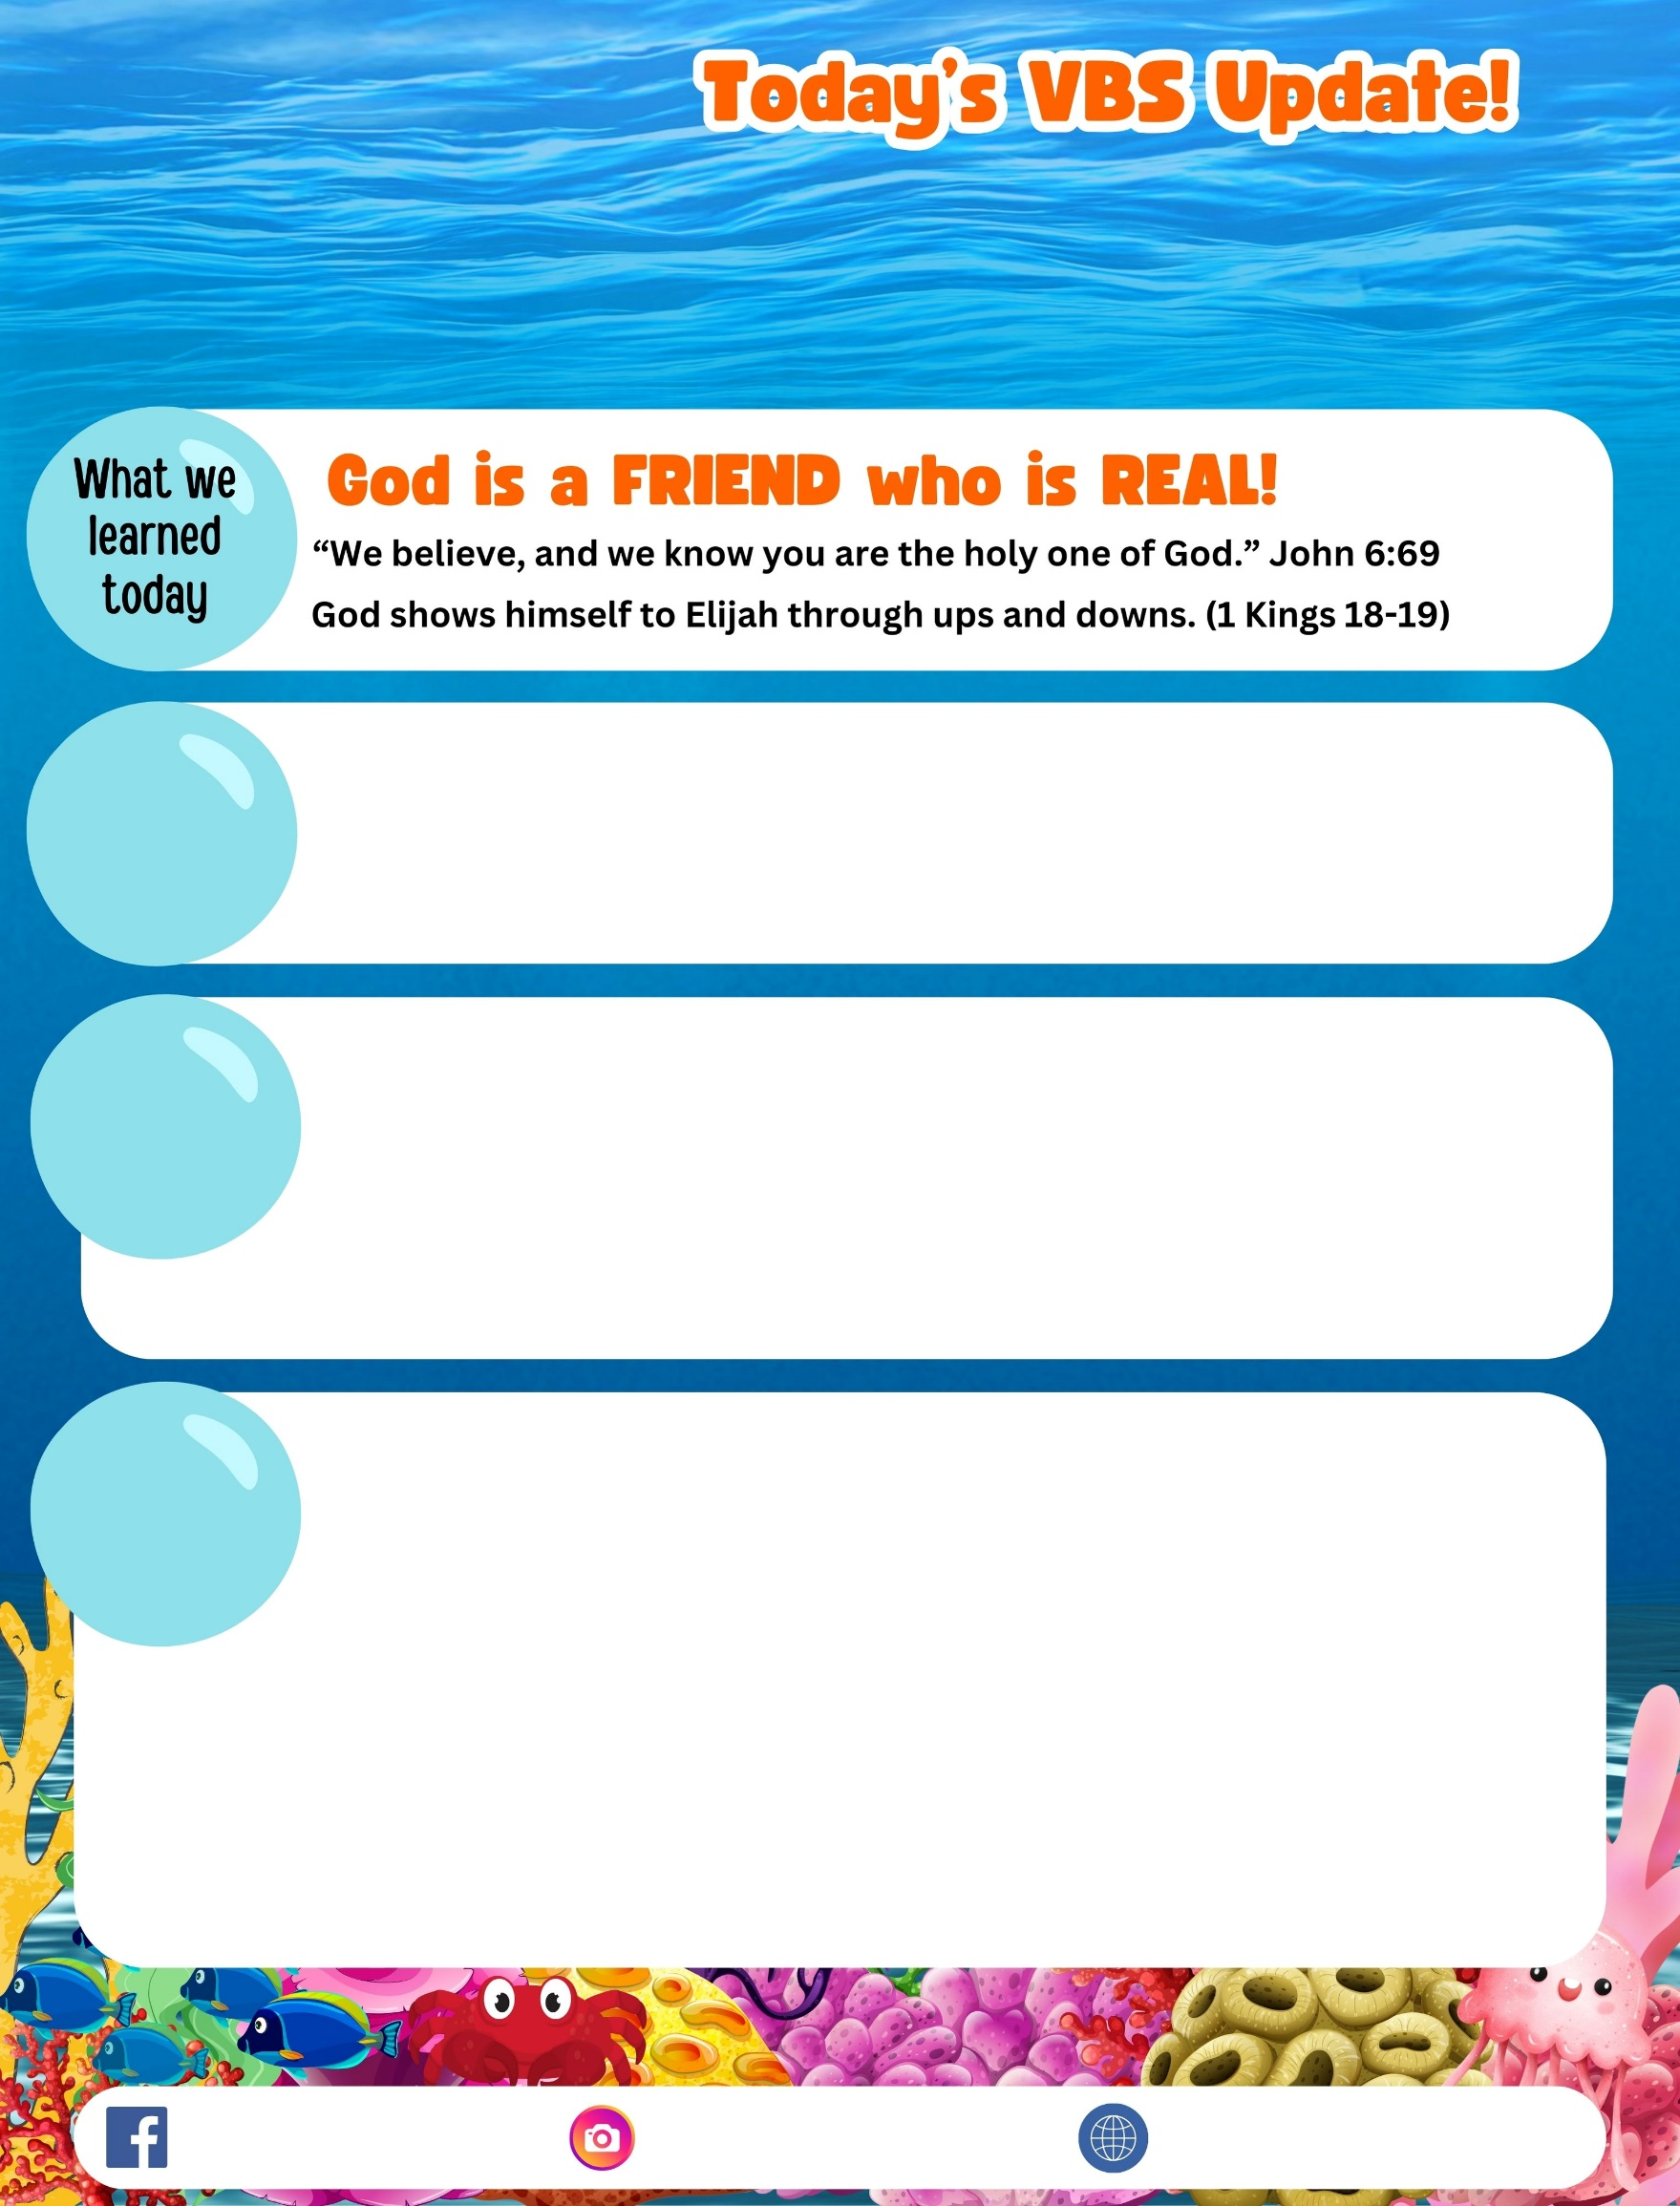 Today’s VBS Update!
What we
learned
today
God is a FRIEND who is REAL!
“We believe, and we know you are the holy one of God.” John 6:69
God shows himself to Elijah through ups and downs. (1 Kings 18-19)